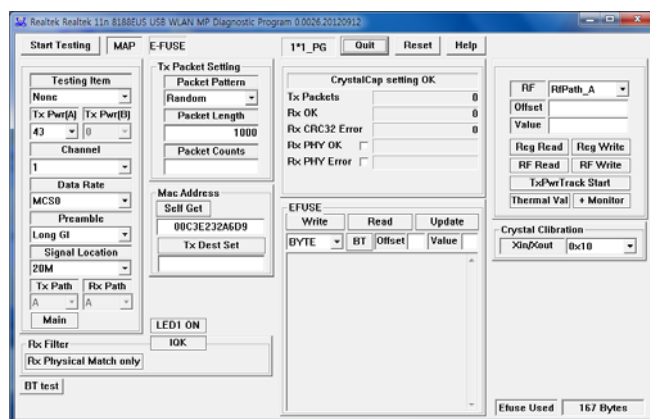 Realtek Realtek 11n 8188EUS USB WLAN MP Diagnostic Program 0.0026.20120912
Start Testing MAP E-FUSE 1*1_PG Quit Reset Help
Testing Item
None
Tx Pwr(A) Tx Pwr(B)
43 0
Channel
1
Data Rate
MCS0
Preamble
Long GI
Signal Location
20M
Tx Path Rx Path
A A
Main
Rx Filter
Rx Physical Match only
BT test
Tx Packet Setting
Packet Pattern
Random
Packet Length
1000
Packet Counts
Mac Address
Self Get
00C3E232A6D9
Tx Dest Set
LED1 ON
IQK
CrystalCap setting OK
Tx Packets 0
Rx OK 0
Rx CRC32 Error 0
Rx PHY OK
Rx PHY Error
EFUSE
Write Read Update
BYTE BT Offset Value
RF RfPath_A
Offset
Value
Reg Read Reg Write
RF Read RF Write
TxPwrTrack Start
Thermal Val + Monitor
Crystal Clibration
Xin/Xout 0x10
Efuse Used 167 Bytes